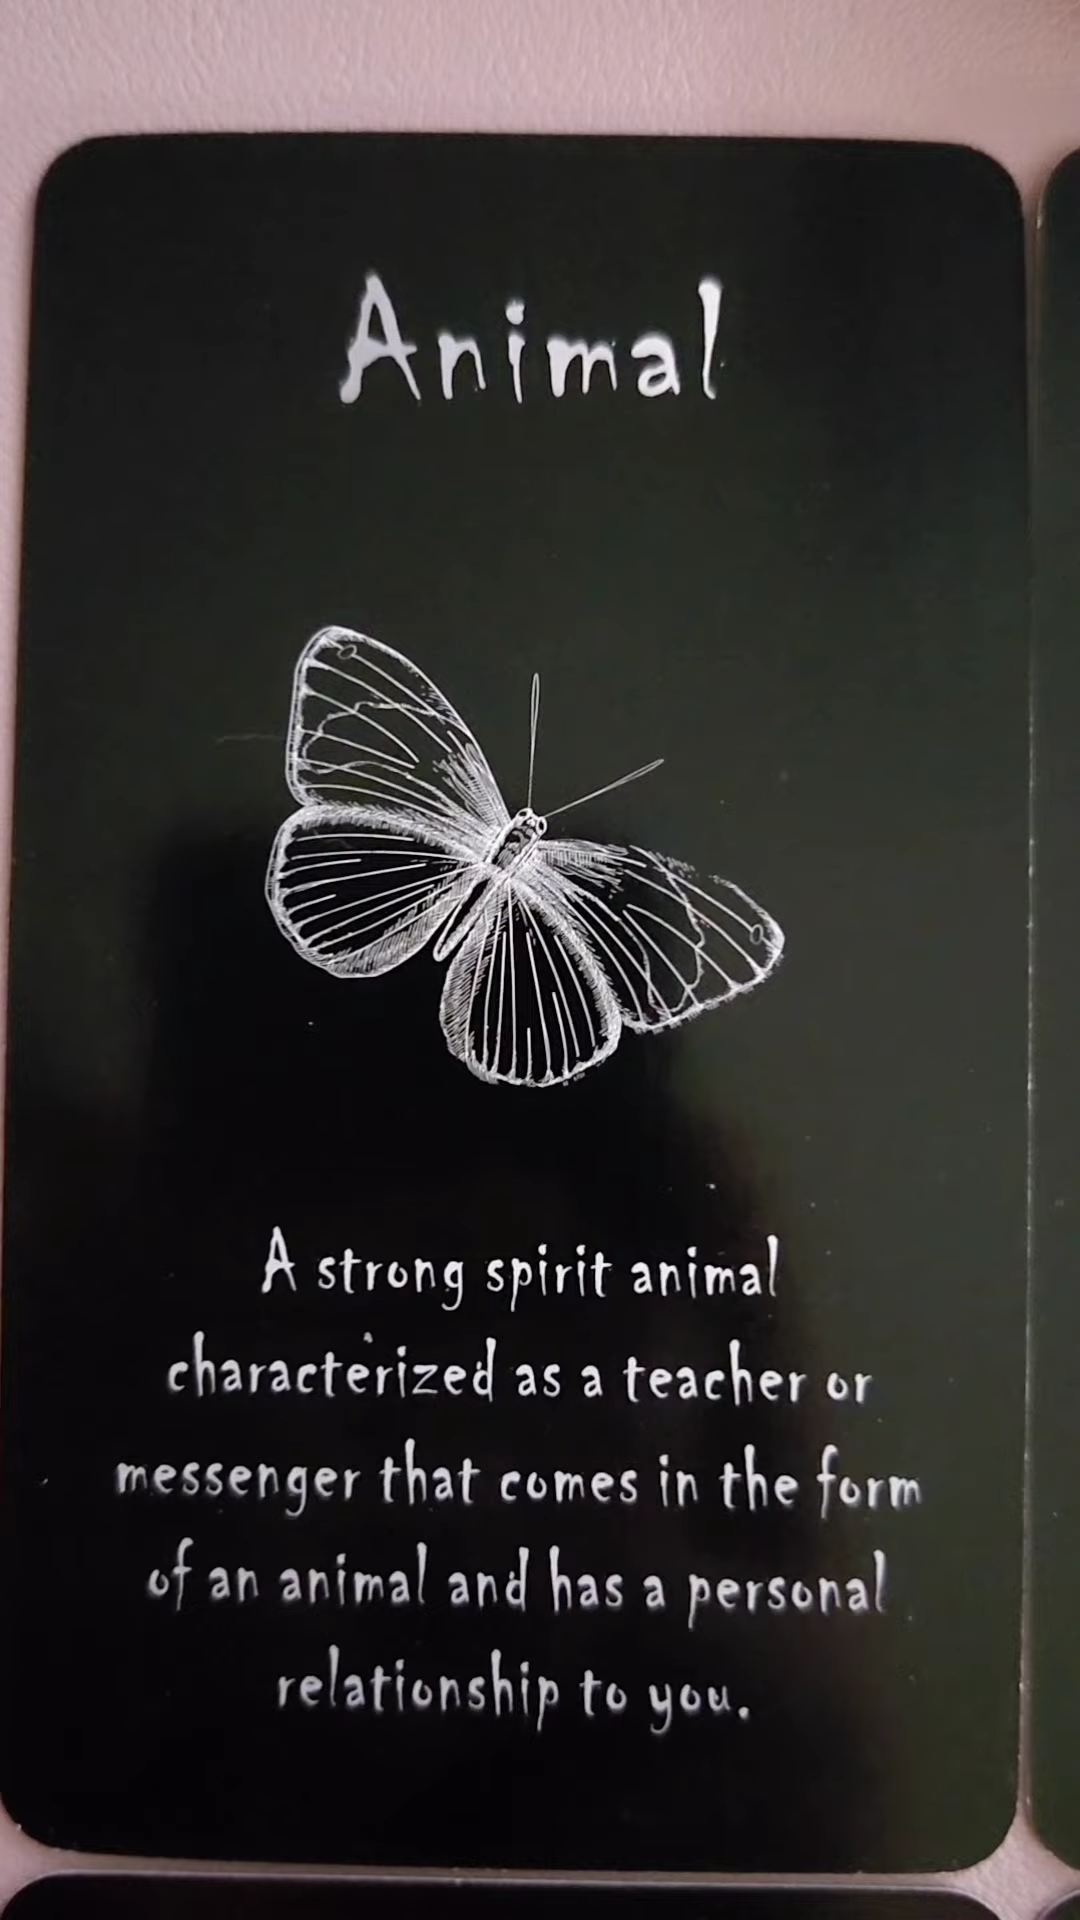 Animal
A strong spirit animal
characterized as a teacher or
messenger that comes in the form
of an animal and has a personal
relationship to you.